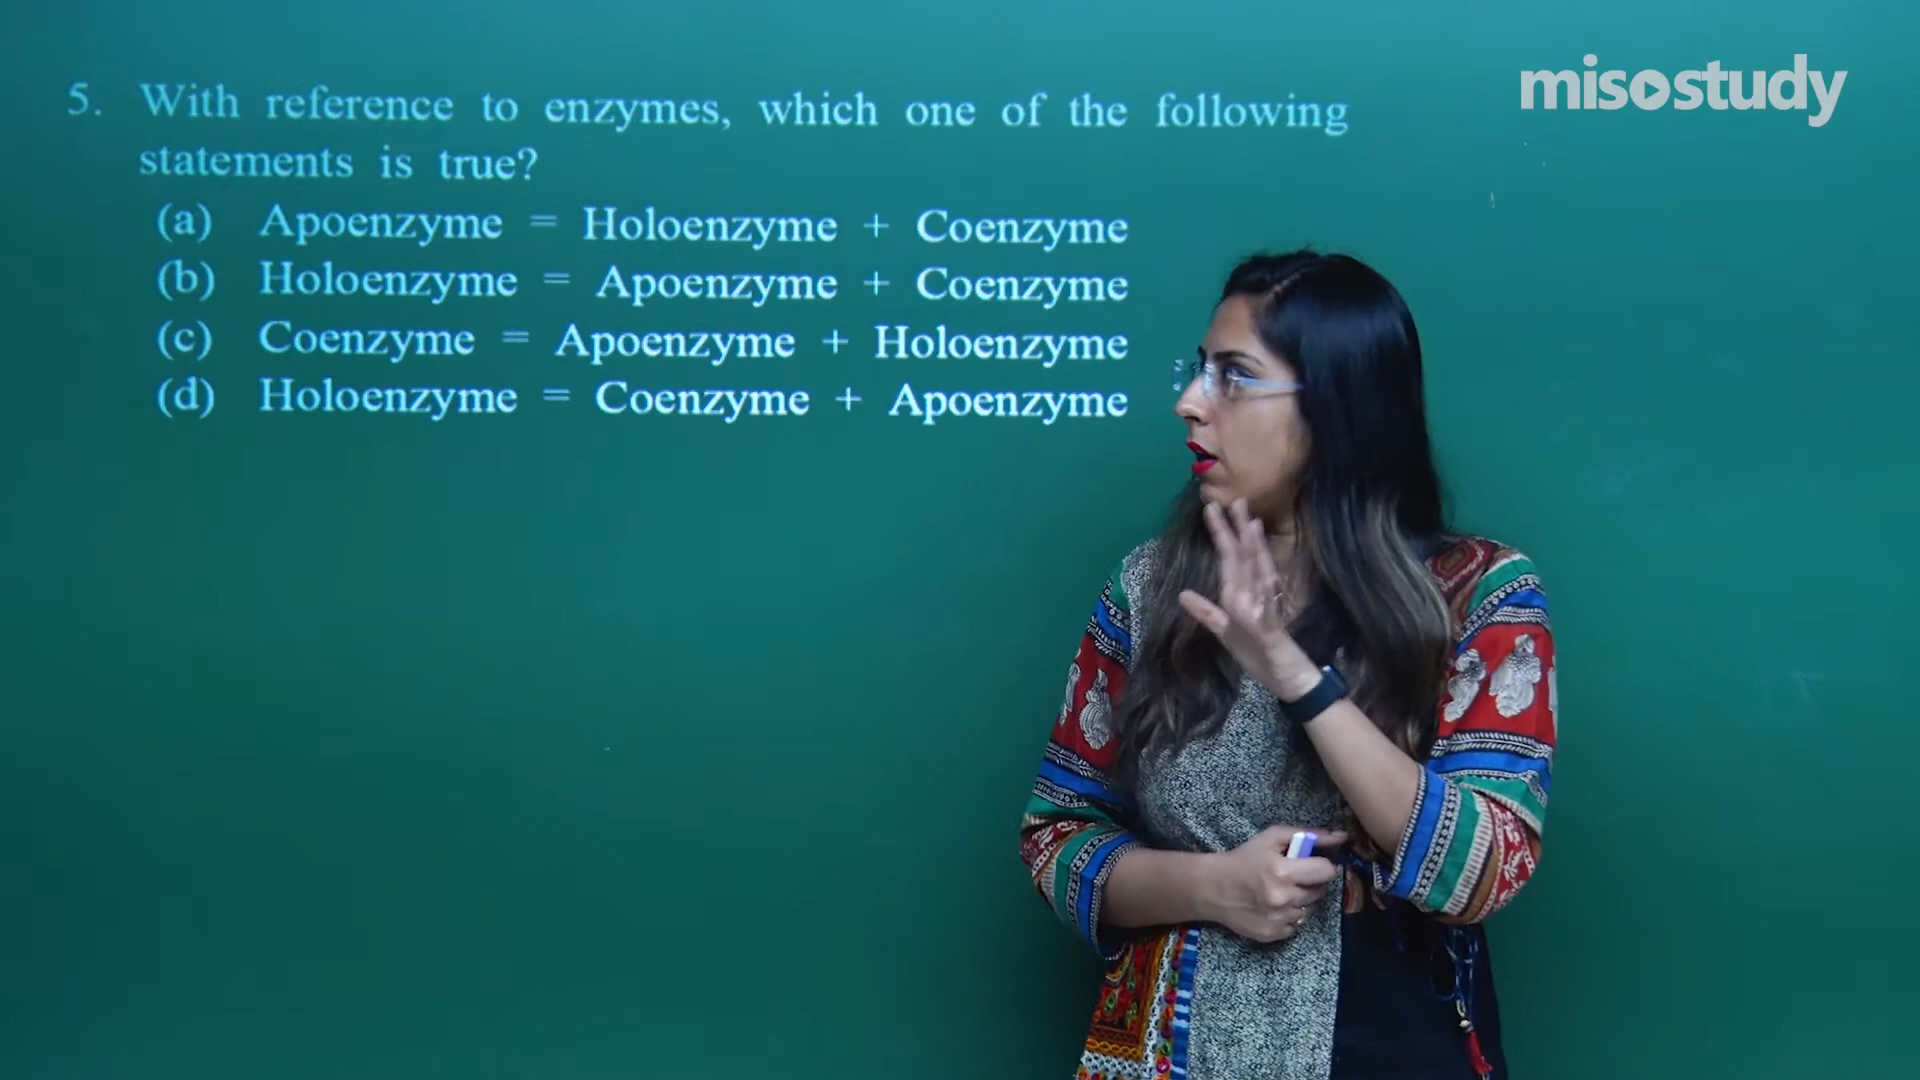 misostudy
5. With reference to enzymes, which one of the following
statements is true?
(a) Apoenzyme = Holoenzyme + Coenzyme
(b) Holoenzyme = Apoenzyme + Coenzyme
(c) Coenzyme = Apoenzyme + Holoenzyme
(d) Holoenzyme = Coenzyme + Apoenzyme